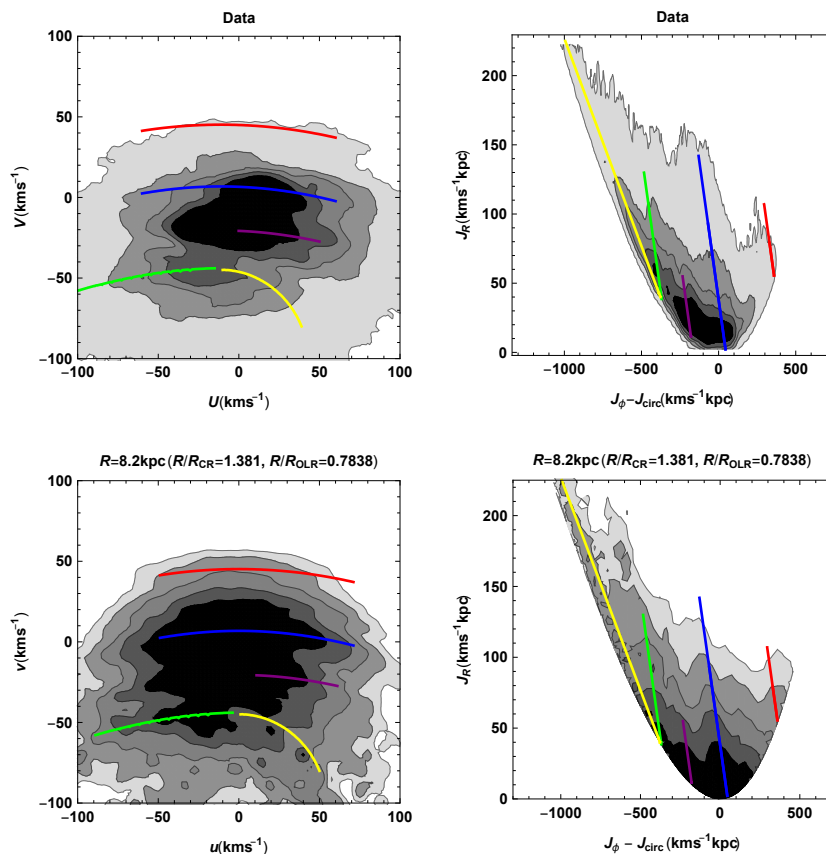 Data
100
50
0
−50
−100
V(kms⁻¹)
−100 −50 0 50 100
U(kms⁻¹)
Data
200
150
100
50
0
J_R(kms⁻¹kpc)
−1000 −500 0 500
J_ϕ−J_circ(kms⁻¹kpc)
R=8.2kpc(R/R_CR=1.381, R/R_OLR=0.7838)
100
50
0
−50
−100
v(kms⁻¹)
−100 −50 0 50 100
u(kms⁻¹)
R=8.2kpc(R/R_CR=1.381, R/R_OLR=0.7838)
200
150
100
50
0
J_R(kms⁻¹kpc)
−1000 −500 0 500
J_ϕ − J_circ (kms⁻¹kpc)